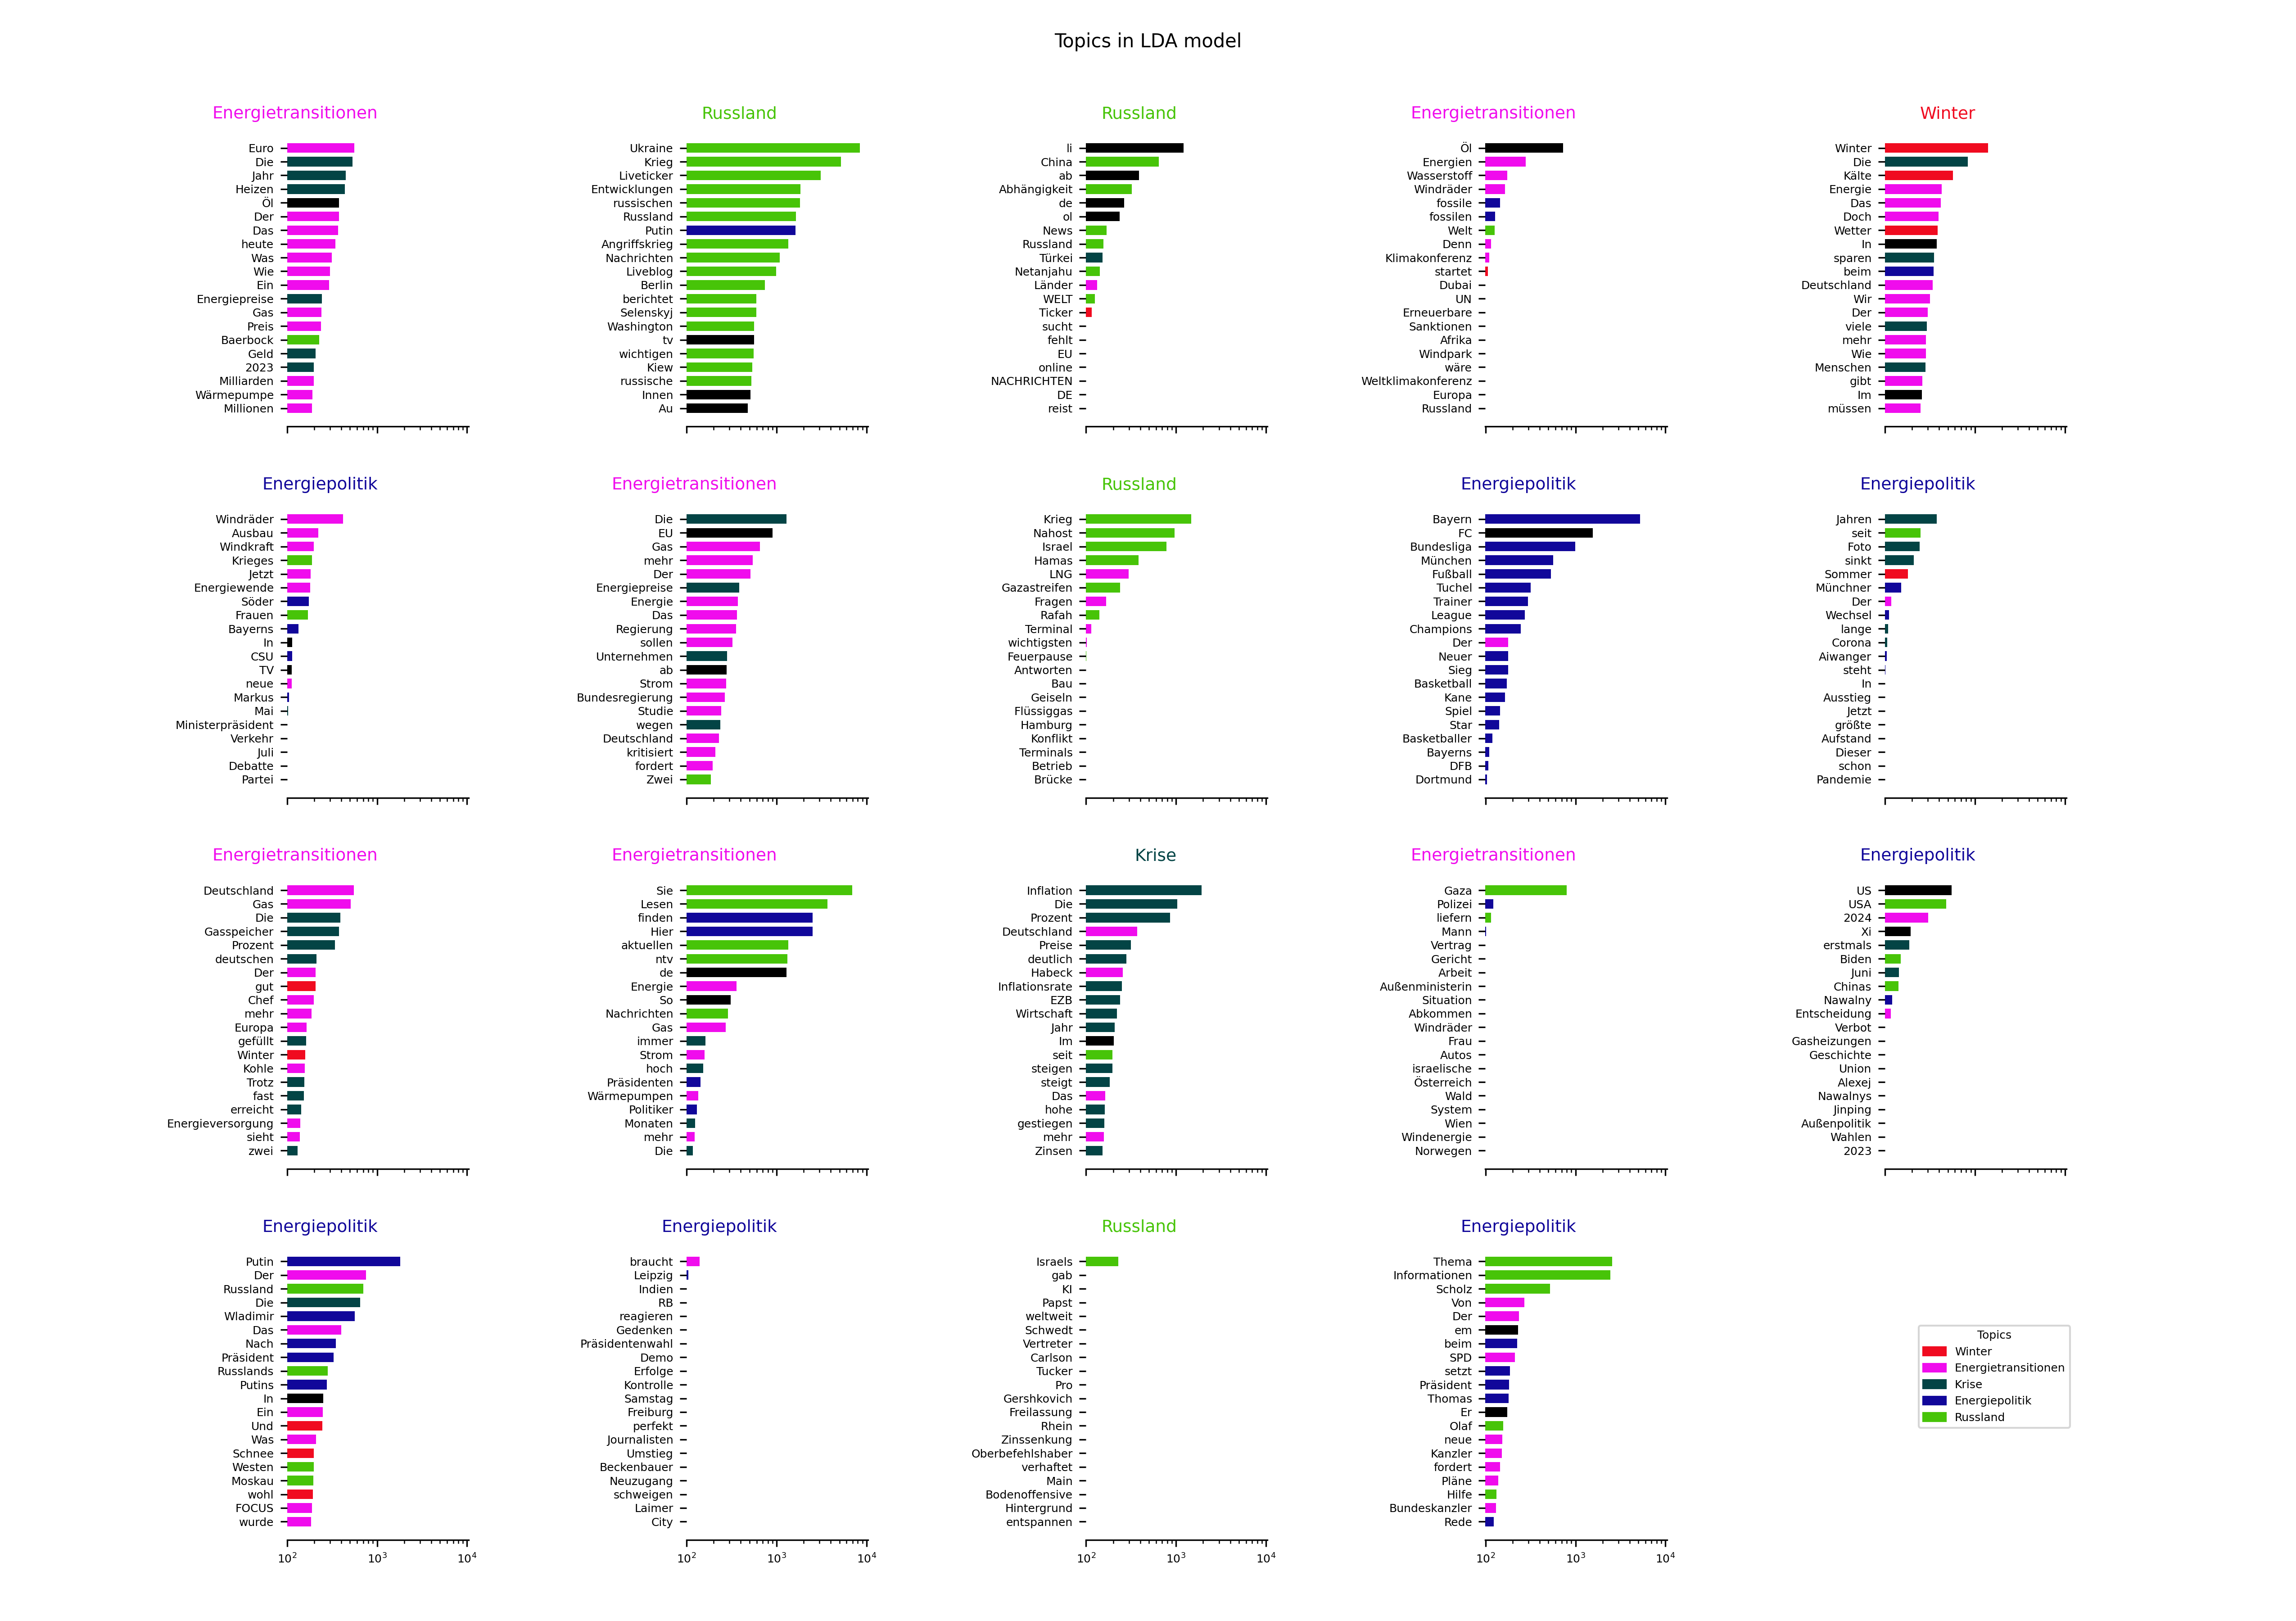 Topics in LDA model
Energietransitionen
Euro
Die
Jahr
Heizen
Öl
Der
Das
heute
Was
Wie
Ein
Energiepreise
Gas
Preis
Baerbock
Geld
2023
Milliarden
Wärmepumpe
Millionen
Russland
Ukraine
Krieg
Liveticker
Entwicklungen
russischen
Russland
Putin
Angriffskrieg
Nachrichten
Liveblog
Berlin
berichtet
Selenskyj
Washington
tv
wichtigen
Kiew
russische
Innen
Au
Russland
li
China
ab
Abhängigkeit
de
ol
News
Russland
Türkei
Netanjahu
Länder
WELT
Ticker
sucht
fehlt
EU
online
NACHRICHTEN
DE
reist
Energietransitionen
Öl
Energien
Wasserstoff
Windräder
fossile
fossilen
Welt
Denn
Klimakonferenz
startet
Dubai
UN
Erneuerbare
Sanktionen
Afrika
Windpark
wäre
Weltklimakonferenz
Europa
Russland
Winter
Winter
Die
Kälte
Energie
Das
Doch
Wetter
In
sparen
beim
Deutschland
Wir
Der
viele
mehr
Wie
Menschen
gibt
Im
müssen
Energiepolitik
Windräder
Ausbau
Windkraft
Krieges
Jetzt
Energiewende
Söder
Frauen
Bayerns
In
CSU
TV
neue
Markus
Mai
Ministerpräsident
Verkehr
Juli
Debatte
Partei
Energietransitionen
Die
EU
Gas
mehr
Der
Energiepreise
Energie
Das
Regierung
sollen
Unternehmen
ab
Strom
Bundesregierung
Studie
wegen
Deutschland
kritisiert
fordert
Zwei
Russland
Krieg
Nahost
Israel
Hamas
LNG
Gazastreifen
Fragen
Rafah
Terminal
wichtigsten
Feuerpause
Antworten
Bau
Geiseln
Flüssiggas
Hamburg
Konflikt
Terminals
Betrieb
Brücke
Energiepolitik
Bayern
FC
Bundesliga
München
Fußball
Tuchel
Trainer
League
Champions
Der
Neuer
Sieg
Basketball
Kane
Spiel
Star
Basketballer
Bayerns
DFB
Dortmund
Energiepolitik
Jahren
seit
Foto
sinkt
Sommer
Münchner
Der
Wechsel
lange
Corona
Aiwanger
steht
In
Ausstieg
Jetzt
größte
Aufstand
Dieser
schon
Pandemie
Energietransitionen
Deutschland
Gas
Die
Gasspeicher
Prozent
deutschen
Der
gut
Chef
mehr
Europa
gefüllt
Winter
Kohle
Trotz
fast
erreicht
Energieversorgung
sieht
zwei
Energietransitionen
Sie
Lesen
finden
Hier
aktuellen
ntv
de
Energie
So
Nachrichten
Gas
immer
Strom
hoch
Präsidenten
Wärmepumpen
Politiker
Monaten
mehr
Die
Krise
Inflation
Die
Prozent
Deutschland
Preise
deutlich
Habeck
Inflationsrate
EZB
Wirtschaft
Jahr
Im
seit
steigen
steigt
Das
hohe
gestiegen
mehr
Zinsen
Energietransitionen
Gaza
Polizei
liefern
Mann
Vertrag
Gericht
Arbeit
Außenministerin
Situation
Abkommen
Windräder
Frau
Autos
israelische
Österreich
Wald
System
Wien
Windenergie
Norwegen
Energiepolitik
US
USA
2024
Xi
erstmals
Biden
Juni
Chinas
Nawalny
Entscheidung
Verbot
Gasheizungen
Geschichte
Union
Alexej
Nawalnys
Jinping
Außenpolitik
Wahlen
2023
Energiepolitik
Putin
Der
Russland
Die
Wladimir
Das
Nach
Präsident
Russlands
Putins
In
Ein
Und
Was
Schnee
Westen
Moskau
wohl
FOCUS
wurde
10² 10³ 10⁴
Energiepolitik
braucht
Leipzig
Indien
RB
reagieren
Gedenken
Präsidentenwahl
Demo
Erfolge
Kontrolle
Samstag
Freiburg
perfekt
Journalisten
Umstieg
Beckenbauer
Neuzugang
schweigen
Laimer
City
10² 10³ 10⁴
Russland
Israels
gab
KI
Papst
weltweit
Schwedt
Vertreter
Carlson
Tucker
Pro
Gershkovich
Freilassung
Rhein
Zinssenkung
Oberbefehlshaber
verhaftet
Main
Bodenoffensive
Hintergrund
entspannen
10² 10³ 10⁴
Energiepolitik
Thema
Informationen
Scholz
Von
Der
em
beim
SPD
setzt
Präsident
Thomas
Er
Olaf
neue
Kanzler
fordert
Pläne
Hilfe
Bundeskanzler
Rede
10² 10³ 10⁴
Topics
Winter
Energietransitionen
Krise
Energiepolitik
Russland